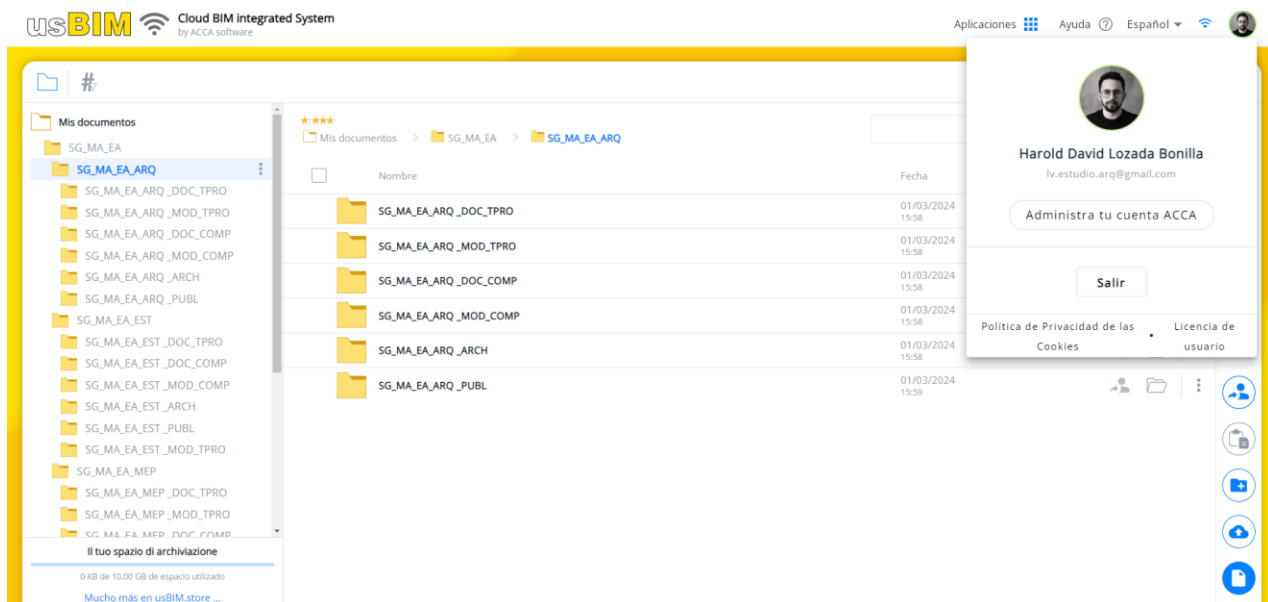 usBIM
Cloud BIM integrated System
by ACCA software
Aplicaciones
Ayuda
Español
Harold David Lozada Bonilla
lv.estudio.arq@gmail.com
Administra tu cuenta ACCA
Salir
Política de Privacidad de las
Cookies
•
Licencia de
usuario
#
Mis documentos
SG_MA_EA
SG_MA_EA_ARQ
SG_MA_EA_ARQ _DOC_TPRO
SG_MA_EA_ARQ _MOD_TPRO
SG_MA_EA_ARQ _DOC_COMP
SG_MA_EA_ARQ _MOD_COMP
SG_MA_EA_ARQ _ARCH
SG_MA_EA_ARQ _PUBL
SG_MA_EA_EST
SG_MA_EA_EST _DOC_TPRO
SG_MA_EA_EST _DOC_COMP
SG_MA_EA_EST _MOD_COMP
SG_MA_EA_EST _ARCH
SG_MA_EA_EST _PUBL
SG_MA_EA_EST _MOD_TPRO
SG_MA_EA_MEP
SG_MA_EA_MEP _DOC_TPRO
SG_MA_EA_MEP _MOD_TPRO
SG_MA_EA_MEP _DOC_COMP
Il tuo spazio di archiviazione
0 KB de 10.00 GB de espacio utilizado
Mucho más en usBIM.store ...
Mis documentos > SG_MA_EA > SG_MA_EA_ARQ
Nombre Fecha
SG_MA_EA_ARQ _DOC_TPRO 01/03/2024
15:58
SG_MA_EA_ARQ _MOD_TPRO 01/03/2024
15:58
SG_MA_EA_ARQ _DOC_COMP 01/03/2024
15:58
SG_MA_EA_ARQ _MOD_COMP 01/03/2024
15:58
SG_MA_EA_ARQ _ARCH 01/03/2024
15:58
SG_MA_EA_ARQ _PUBL 01/03/2024
15:59